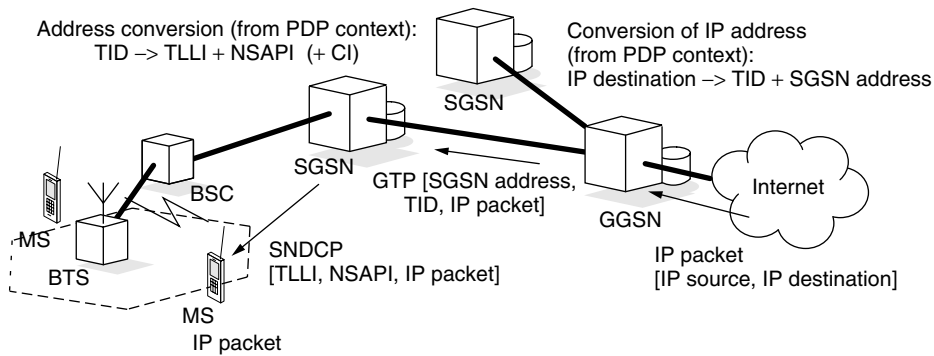 Address conversion (from PDP context):
TID –> TLLI + NSAPI (+ CI)
Conversion of IP address
(from PDP context):
IP destination –> TID + SGSN address
SGSN
SGSN
BSC
GTP [SGSN address,
TID, IP packet]
GGSN
Internet
MS
BTS
SNDCP
[TLLI, NSAPI, IP packet]
IP packet
[IP source, IP destination]
MS
IP packet